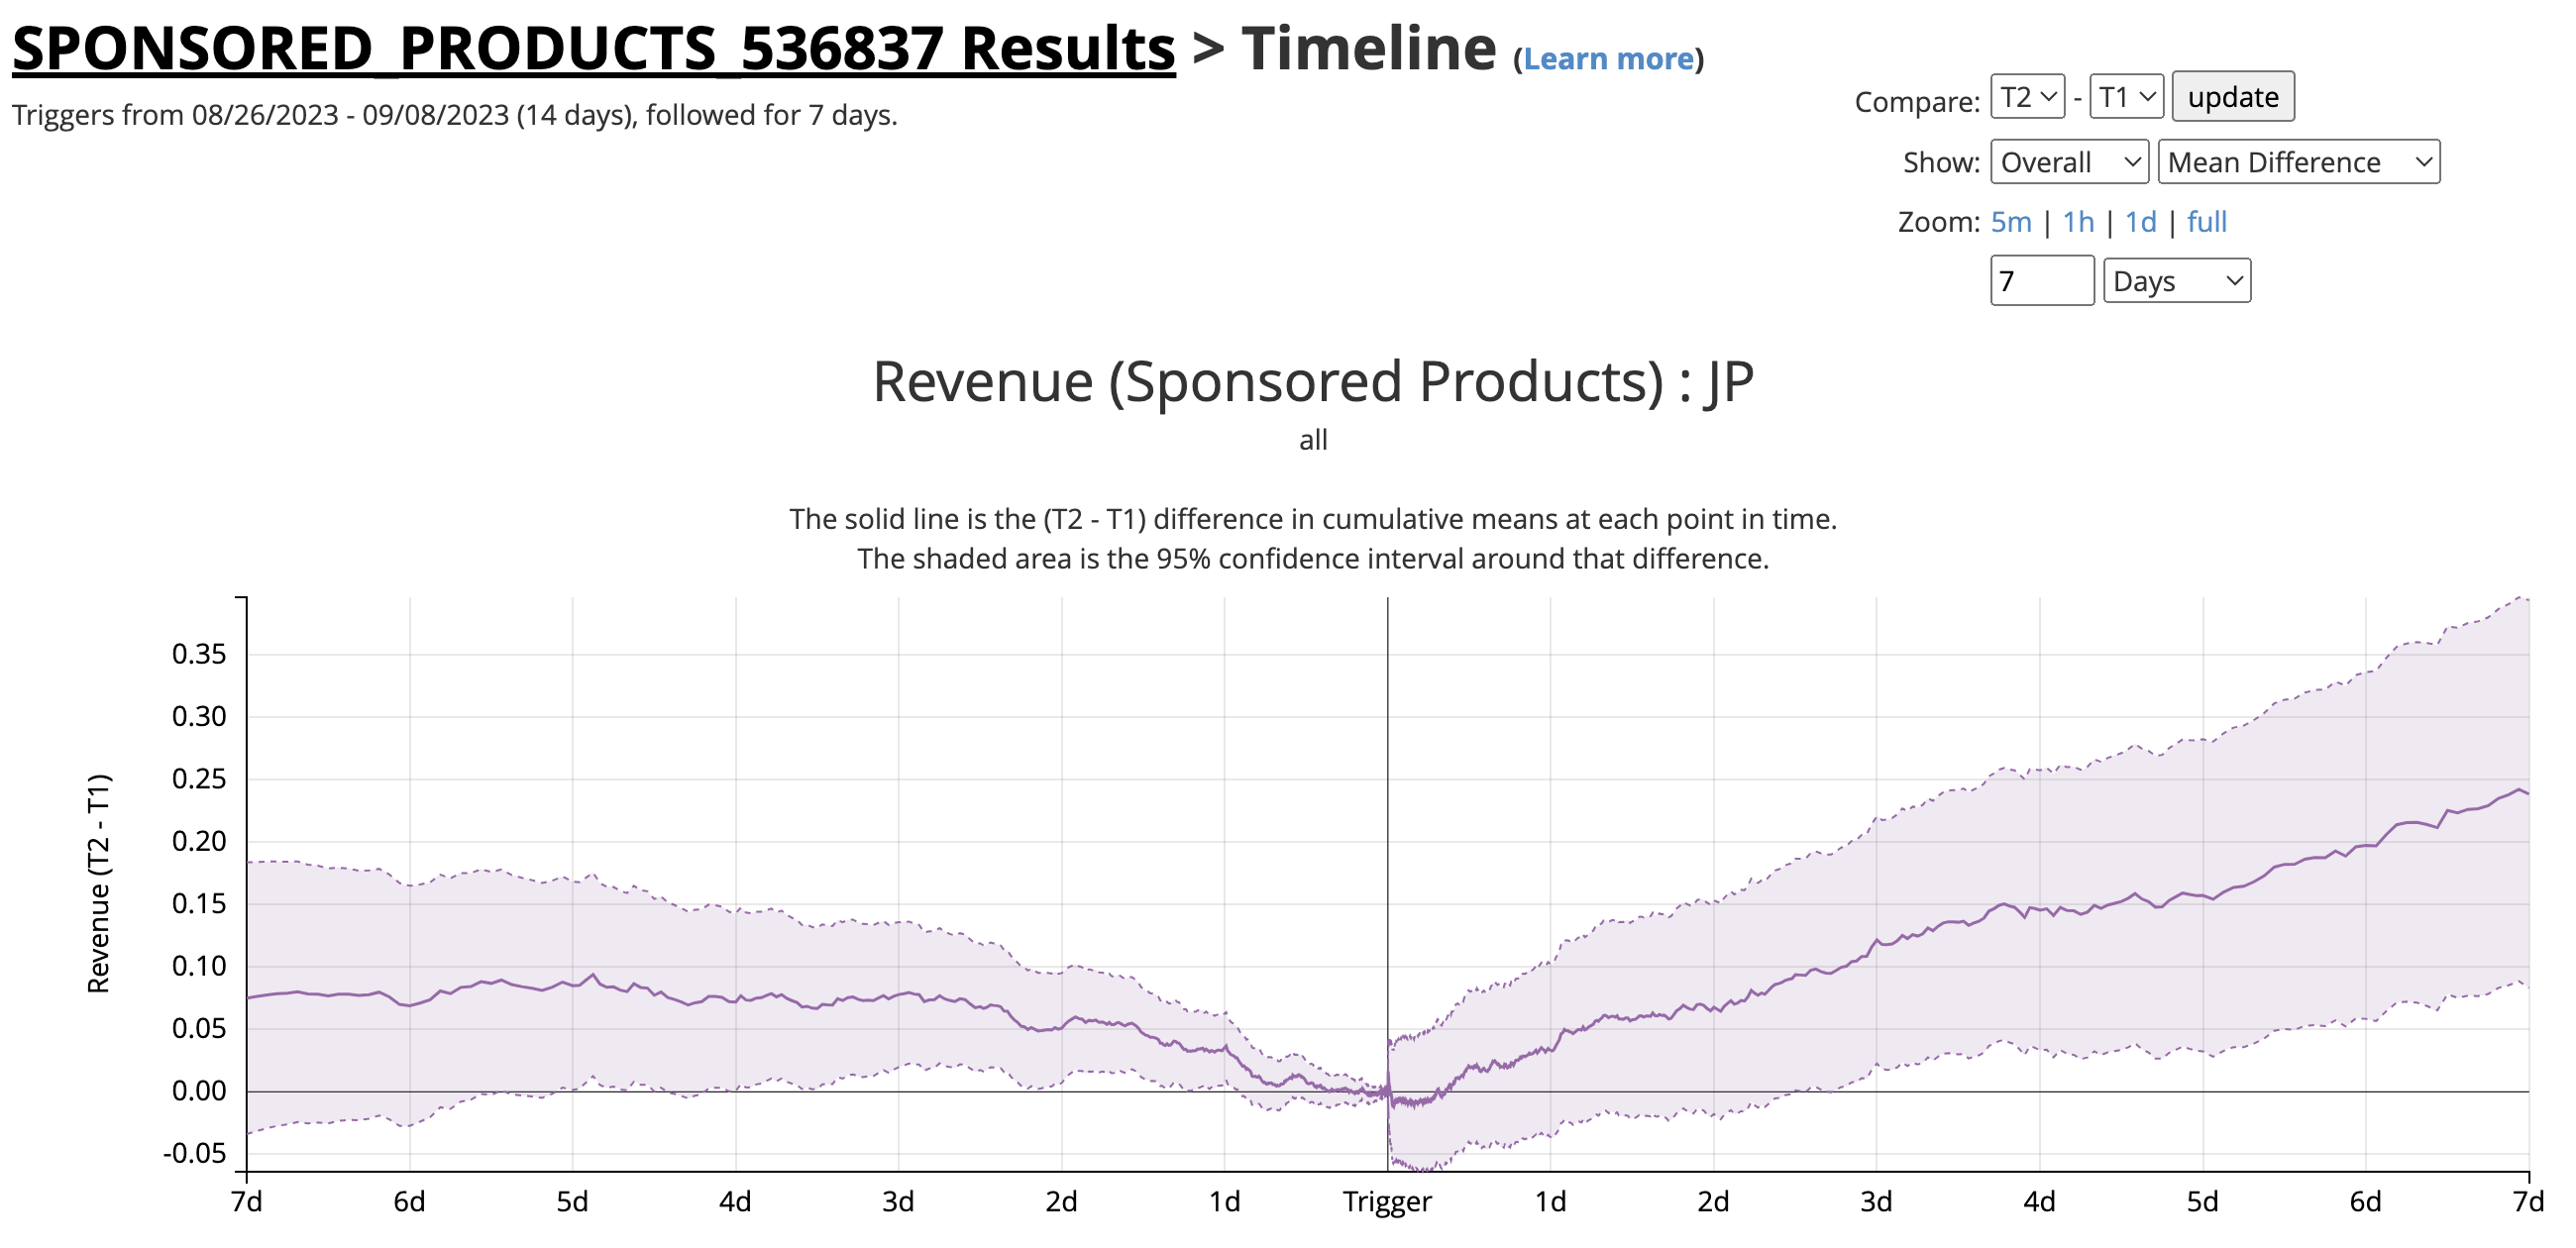 SPONSORED_PRODUCTS_536837 Results > Timeline (Learn more)
Triggers from 08/26/2023 - 09/08/2023 (14 days), followed for 7 days.
Compare: T2 - T1 update
Show: Overall Mean Difference
Zoom: 5m | 1h | 1d | full
7 Days
Revenue (Sponsored Products) : JP
all
The solid line is the (T2 - T1) difference in cumulative means at each point in time.
The shaded area is the 95% confidence interval around that difference.
Revenue (T2 - T1)
0.35
0.30
0.25
0.20
0.15
0.10
0.05
0.00
-0.05
7d 6d 5d 4d 3d 2d 1d Trigger 1d 2d 3d 4d 5d 6d 7d